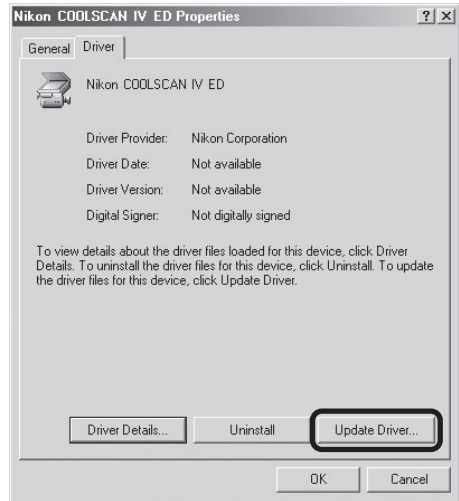 Nikon COOLSCAN IV ED Properties
General Driver
Nikon COOLSCAN IV ED
Driver Provider: Nikon Corporation
Driver Date: Not available
Driver Version: Not available
Digital Signer: Not digitally signed
To view details about the driver files loaded for this device, click Driver
Details. To uninstall the driver files for this device, click Uninstall. To update
the driver files for this device, click Update Driver.
Driver Details... Uninstall Update Driver...
OK Cancel